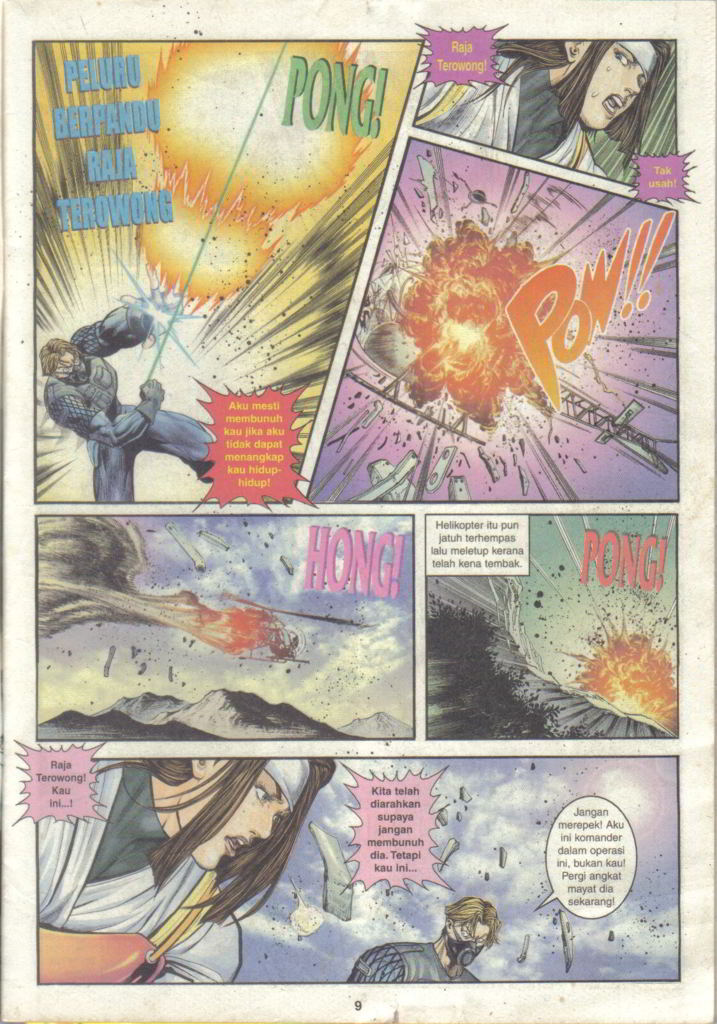 PELURU
BERPANDU
RAJA
TEROWONG
PONG!
Aku mesti
membunuh
kau jika aku
tidak dapat
menangkap
kau hidup-
hidup!
Raja
Terowong!
Tak
usah!
POW!!
HONG!
Helikopter itu pun
jatuh terhempas
lalu meletup kerana
telah kena tembak.
PONG!
Raja
Terowong!
Kau
ini...!
Kita telah
diarahkan
supaya
jangan
membunuh
dia. Tetapi
kau ini...
Jangan
merepek! Aku
ini komander
dalam operasi
ini, bukan kau!
Pergi angkat
mayat dia
sekarang!
9